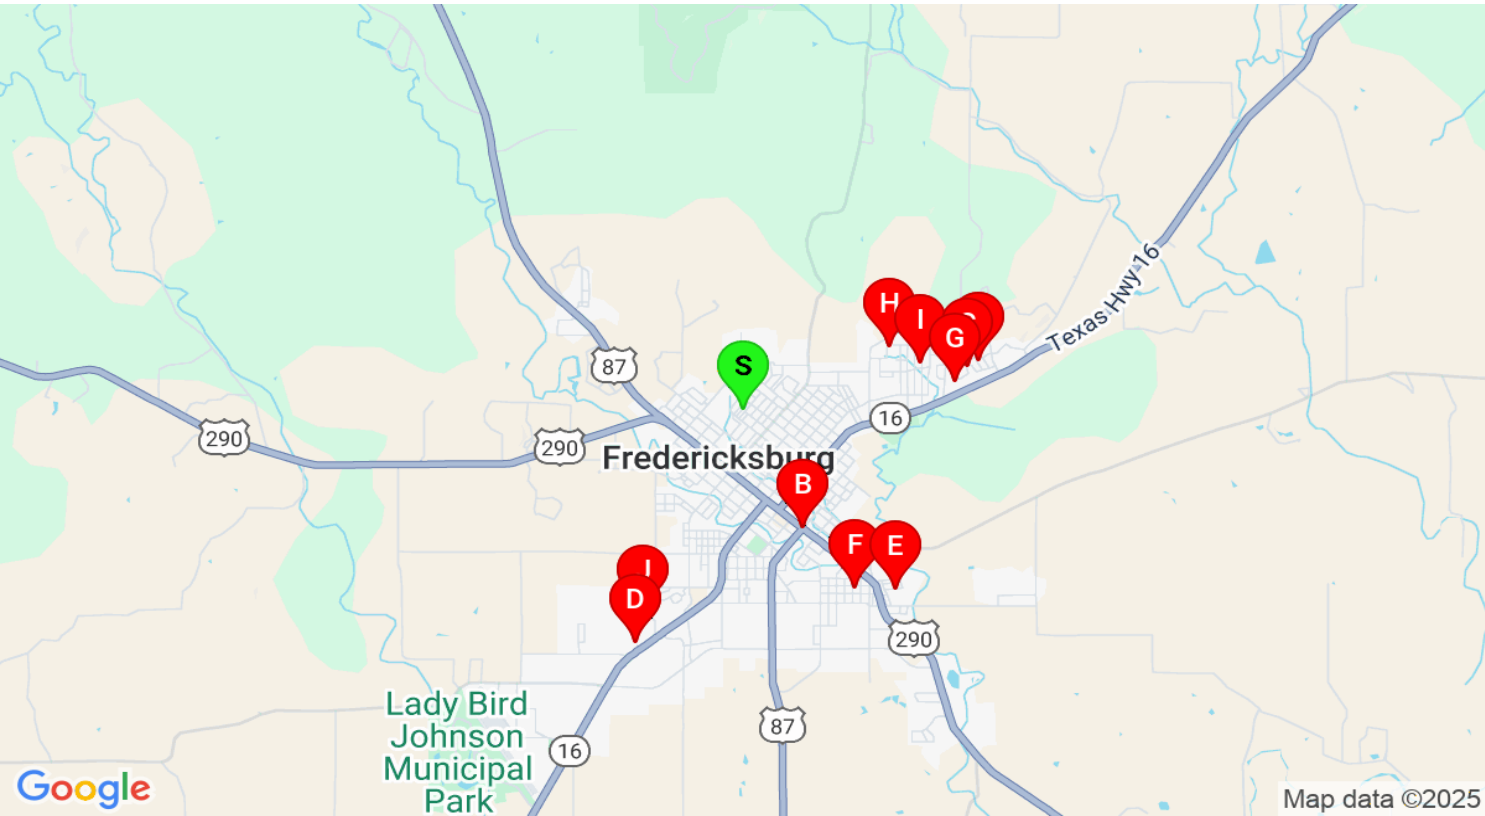 Texas Hwy 16
H
I
G
S
87
290
290
16
Fredericksburg
B
F
E
J
D
290
Lady Bird
Johnson
Municipal
Park
16
87
Google
Map data ©2025